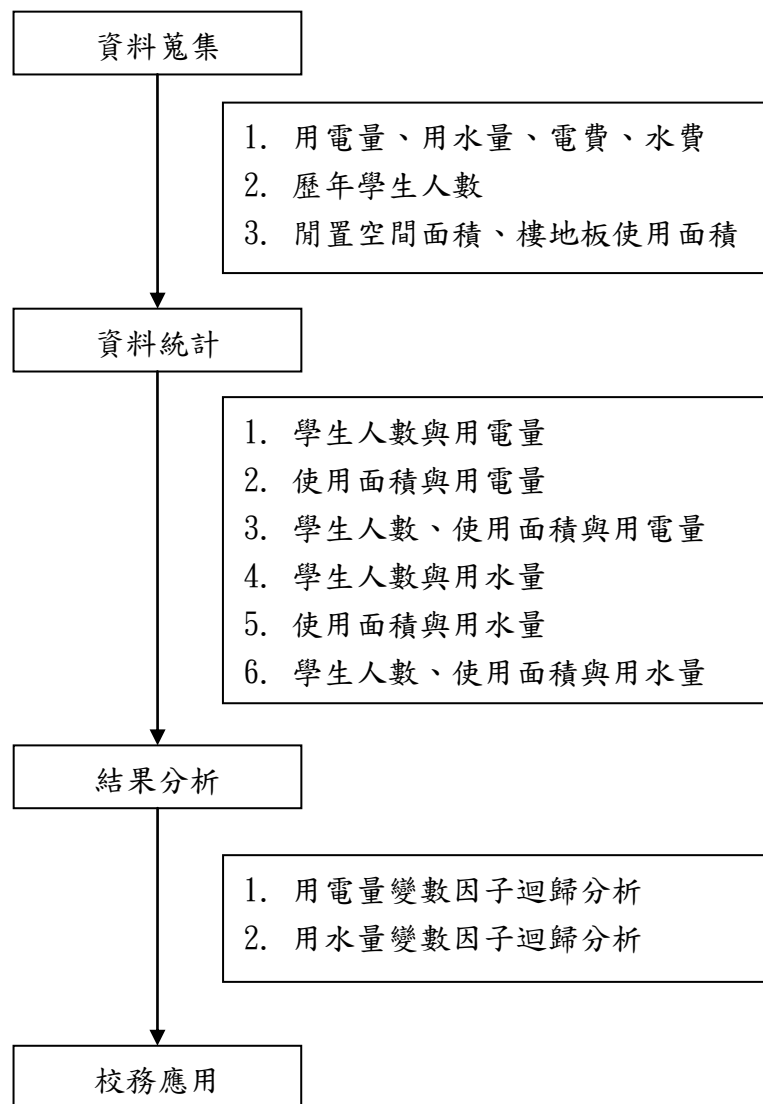 資料蒐集
1. 用電量、用水量、電費、水費
2. 歷年學生人數
3. 閒置空間面積、樓地板使用面積
資料統計
1. 學生人數與用電量
2. 使用面積與用電量
3. 學生人數、使用面積與用電量
4. 學生人數與用水量
5. 使用面積與用水量
6. 學生人數、使用面積與用水量
結果分析
1. 用電量變數因子迴歸分析
2. 用水量變數因子迴歸分析
校務應用